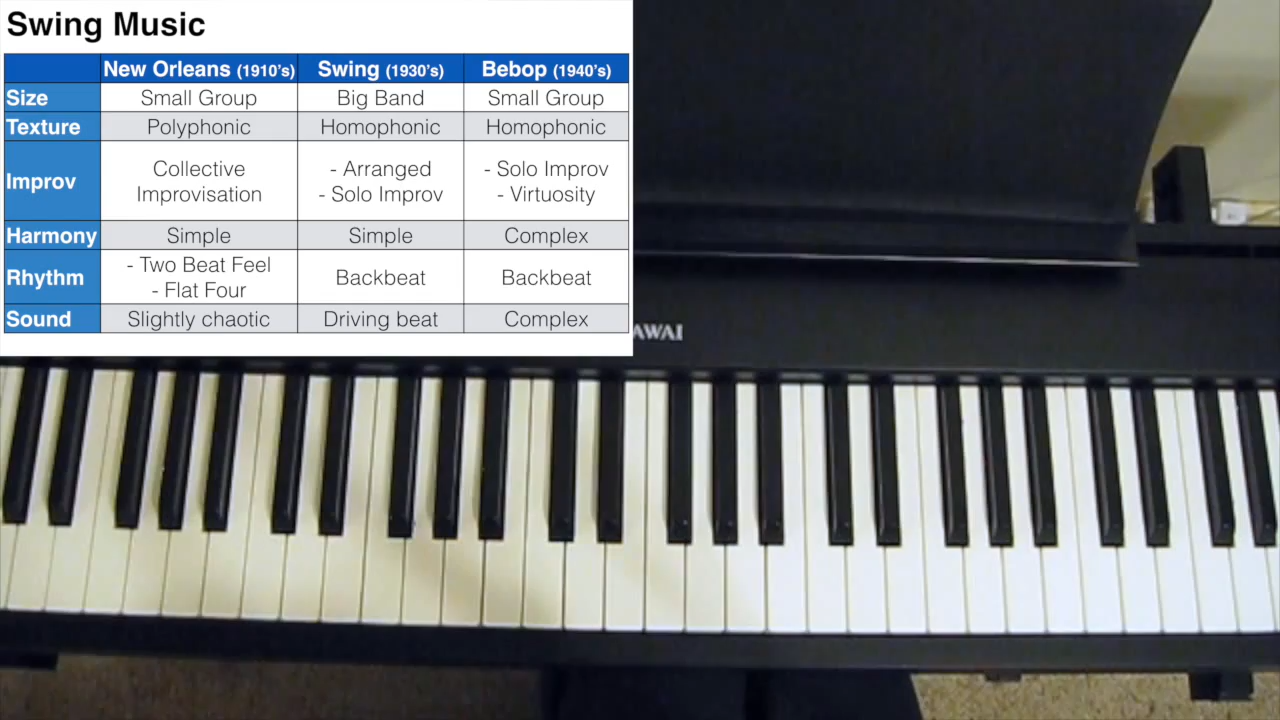 Swing Music
New Orleans (1910's) Swing (1930's) Bebop (1940's)
Size Small Group Big Band Small Group
Texture Polyphonic Homophonic Homophonic
Improv Collective Improvisation - Arranged - Solo Improv - Solo Improv - Virtuosity
Harmony Simple Simple Complex
Rhythm - Two Beat Feel - Flat Four Backbeat Backbeat
Sound Slightly chaotic Driving beat Complex
AWAI